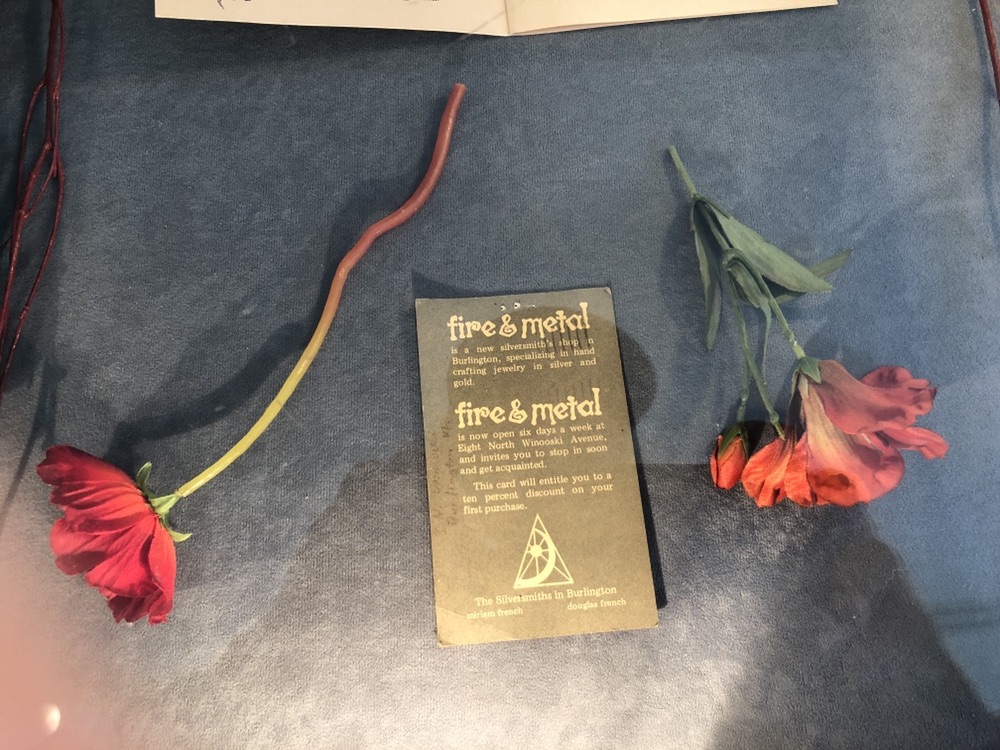 fire & metal
is a new silversmith's shop in
Burlington, specializing in hand
crafting jewelry in silver and
gold.
fire & metal
is now open six days a week at
Eight North Winooski Avenue,
and invites you to stop in soon
and get acquainted.
This card will entitle you to a
ten percent discount on your
first purchase.
The Silversmiths in Burlington
miriam french douglas french